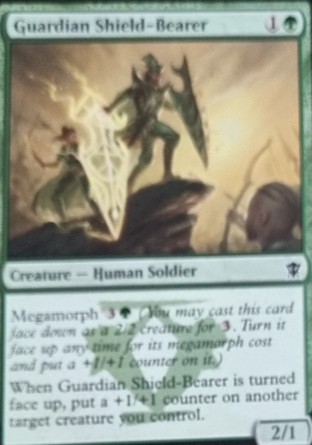 Guardian Shield-Bearer 1
Creature — Human Soldier
Megamorph 3 (You may cast this card
face down as a 2/2 creature for 3. Turn it
face up any time for its megamorph cost
and put a +1/+1 counter on it.)
When Guardian Shield-Bearer is turned
face up, put a +1/+1 counter on another
target creature you control.
2/1